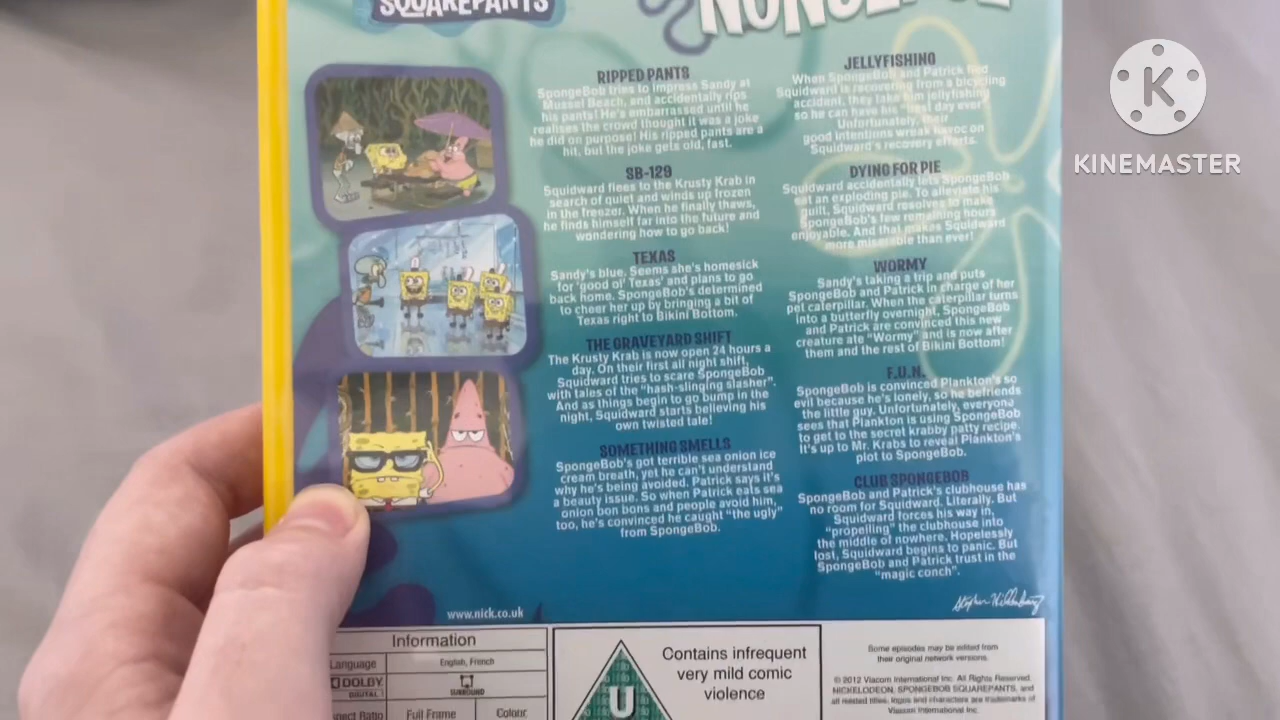 SQUAREPANTS
RIPPED PANTS
SpongeBob tries to impress Sandy at
Mussel Beach, and accidentally rips
his pants! He's embarrassed until he
realises the crowd thought it was a joke
he did on purpose! His ripped pants are a
hit, but the joke gets old, fast.
SB-129
Squidward flees to the Krusty Krab in
search of quiet and winds up frozen
in the freezer. When he finally thaws,
he finds himself far into the future and
wondering how to go back!
TEXAS
Sandy's blue. Seems she's homesick
for 'good ol' Texas' and plans to go
back home. SpongeBob's determined
to cheer her up by bringing a bit of
Texas right to Bikini Bottom.
THE GRAVEYARD SHIFT
The Krusty Krab is now open 24 hours a
day. On their first all night shift,
Squidward tries to scare SpongeBob
with tales of the "hash-slinging slasher".
And as things begin to go bump in the
night, Squidward starts believing his
own twisted tale!
SOMETHING SMELLS
SpongeBob's got terrible sea onion ice
cream breath, yet he can't understand
why he's being avoided. Patrick says it's
a beauty issue. So when Patrick eats sea
onion bon bons and people avoid him,
too, he's convinced he caught "the ugly"
from SpongeBob.
JELLYFISHING
When SpongeBob and Patrick find
Squidward is recovering from a bicycling
accident, they take him jellyfishing
so he can have his "best day ever".
Unfortunately, their
good intentions wreak havoc on
Squidward's recovery efforts.
DYING FOR PIE
Squidward accidentally lets SpongeBob
eat an exploding pie. To alleviate his
guilt, Squidward resolves to make
SpongeBob's few remaining hours
enjoyable. And that makes Squidward
more miserable than ever!
WORMY
Sandy's taking a trip and puts
SpongeBob and Patrick in charge of her
pet caterpillar. When the caterpillar turns
into a butterfly overnight, SpongeBob
and Patrick are convinced this new
creature ate "Wormy" and is now after
them and the rest of Bikini Bottom!
F.U.N.
SpongeBob is convinced Plankton's so
evil because he's lonely, so he befriends
the little guy. Unfortunately, everyone
sees that Plankton is using SpongeBob
to get to the secret krabby patty recipe.
It's up to Mr. Krabs to reveal Plankton's
plot to SpongeBob.
CLUB SPONGEBOB
SpongeBob and Patrick's clubhouse has
no room for Squidward. Literally. But
Squidward forces his way in,
"propelling" the clubhouse into
the middle of nowhere. Hopelessly
lost, Squidward begins to panic. But
SpongeBob and Patrick trust in the
"magic conch".
Stephen Hillenburg
www.nick.co.uk
Information
Language
English, French
DOLBY
DIGITAL
SURROUND
Full Frame
Colour
U
Contains infrequent
very mild comic
violence
Some episodes may be edited from
their original network versions.
© 2012 Viacom International Inc. All Rights Reserved.
NICKELODEON, SPONGEBOB SQUAREPANTS, and
all related titles, logos and characters are trademarks of
Viacom International Inc.
K
KINEMASTER